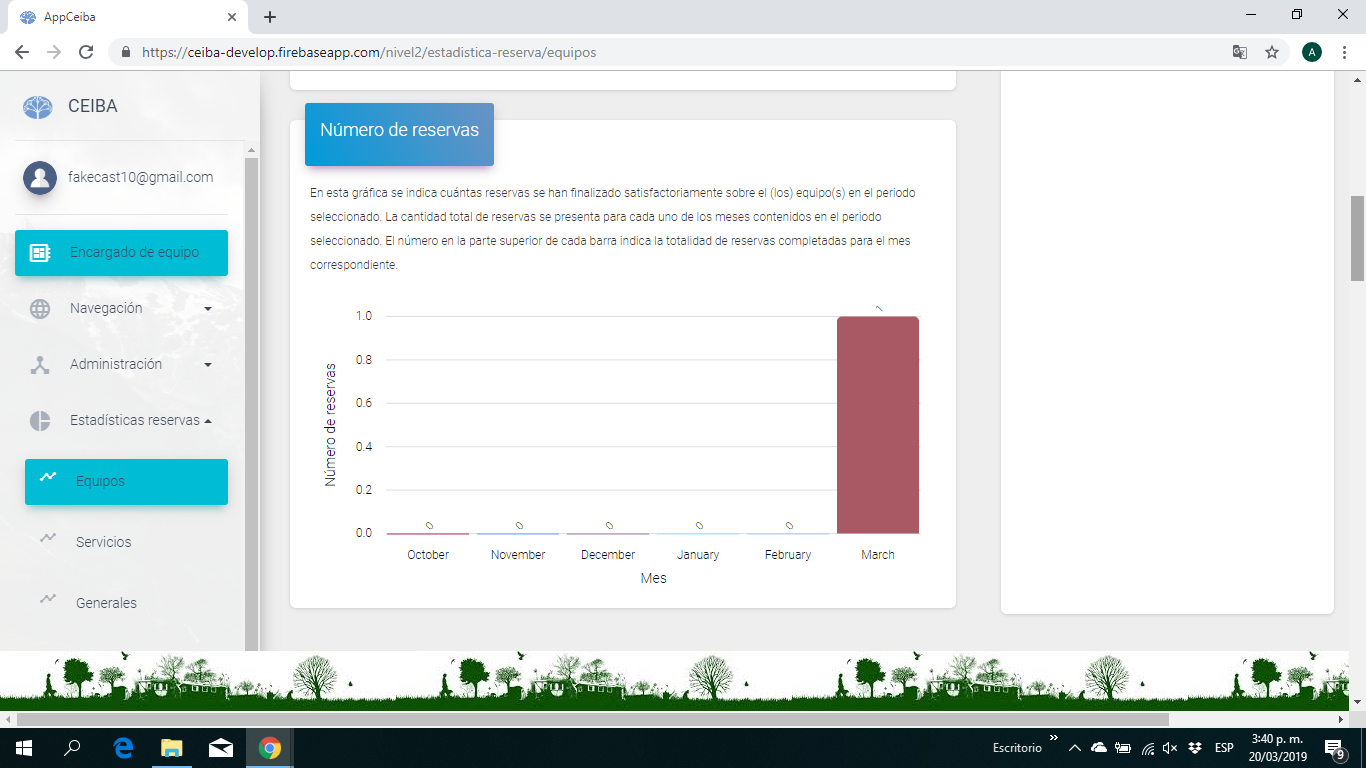 AppCeiba
https://ceiba-develop.firebaseapp.com/nivel2/estadistica-reserva/equipos
A
CEIBA
fakecast10@gmail.com
Encargado de equipo
Navegación
Administración
Estadísticas reservas
Equipos
Servicios
Generales
Número de reservas
En esta gráfica se indica cuántas reservas se han finalizado satisfactoriamente sobre el (los) equipo(s) en el periodo
seleccionado. La cantidad total de reservas se presenta para cada uno de los meses contenidos en el periodo
seleccionado. El número en la parte superior de cada barra indica la totalidad de reservas completadas para el mes
correspondiente.
Número de reservas
1.0
0.8
0.6
0.4
0.2
0.0
0 0 0 0 0 1
October November December January February March
Mes
Escritorio
ESP
3:40 p. m.
20/03/2019
9